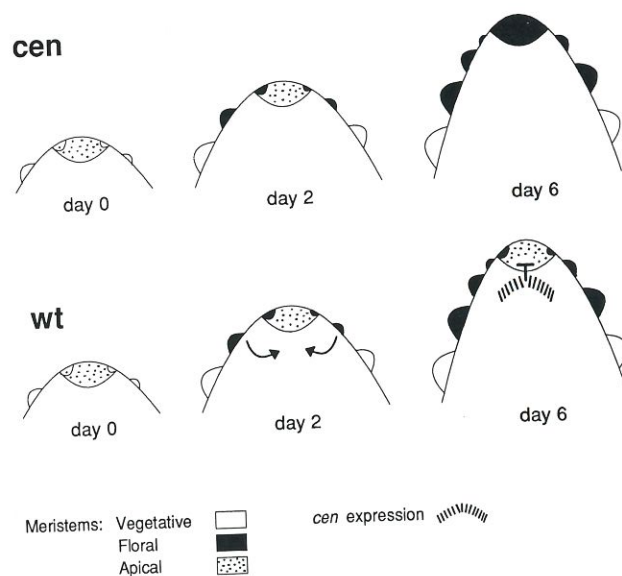 cen
day 0
day 2
day 6
wt
day 0
day 2
day 6
Meristems: Vegetative
Floral
Apical
cen expression